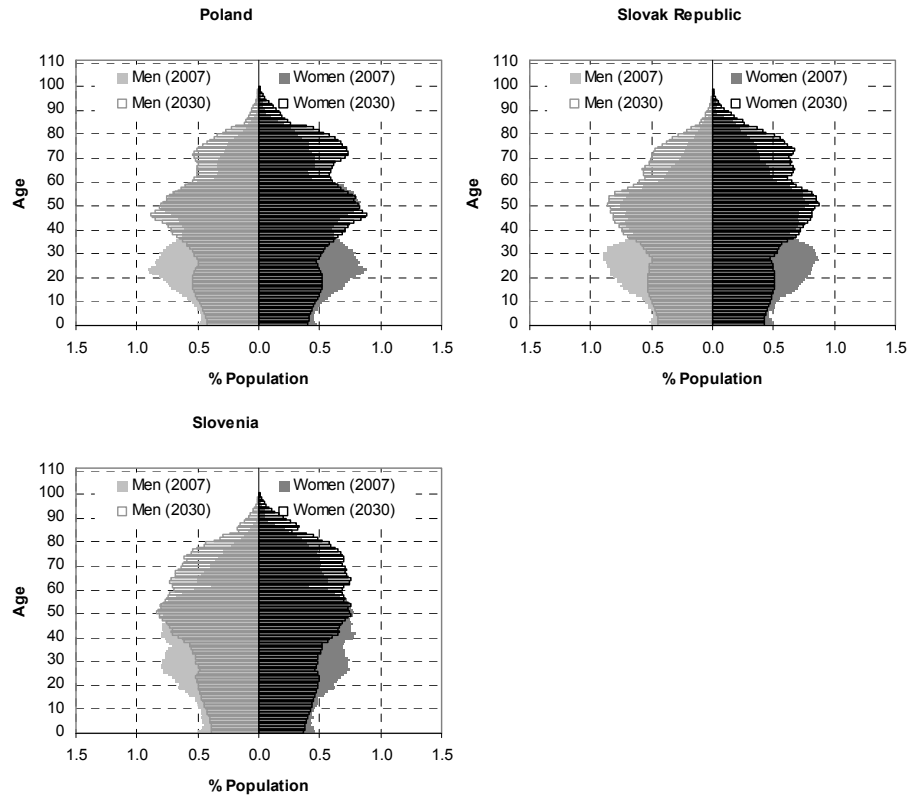 Poland
110
100
90
80
70
60
50
40
30
20
10
0
Age
Men (2007)
Women (2007)
Men (2030)
Women (2030)
1.5 1.0 0.5 0.0 0.5 1.0 1.5
% Population
Slovak Republic
110
100
90
80
70
60
50
40
30
20
10
0
Age
Men (2007)
Women (2007)
Men (2030)
Women (2030)
1.5 1.0 0.5 0.0 0.5 1.0 1.5
% Population
Slovenia
110
100
90
80
70
60
50
40
30
20
10
0
Age
Men (2007)
Women (2007)
Men (2030)
Women (2030)
1.5 1.0 0.5 0.0 0.5 1.0 1.5
% Population